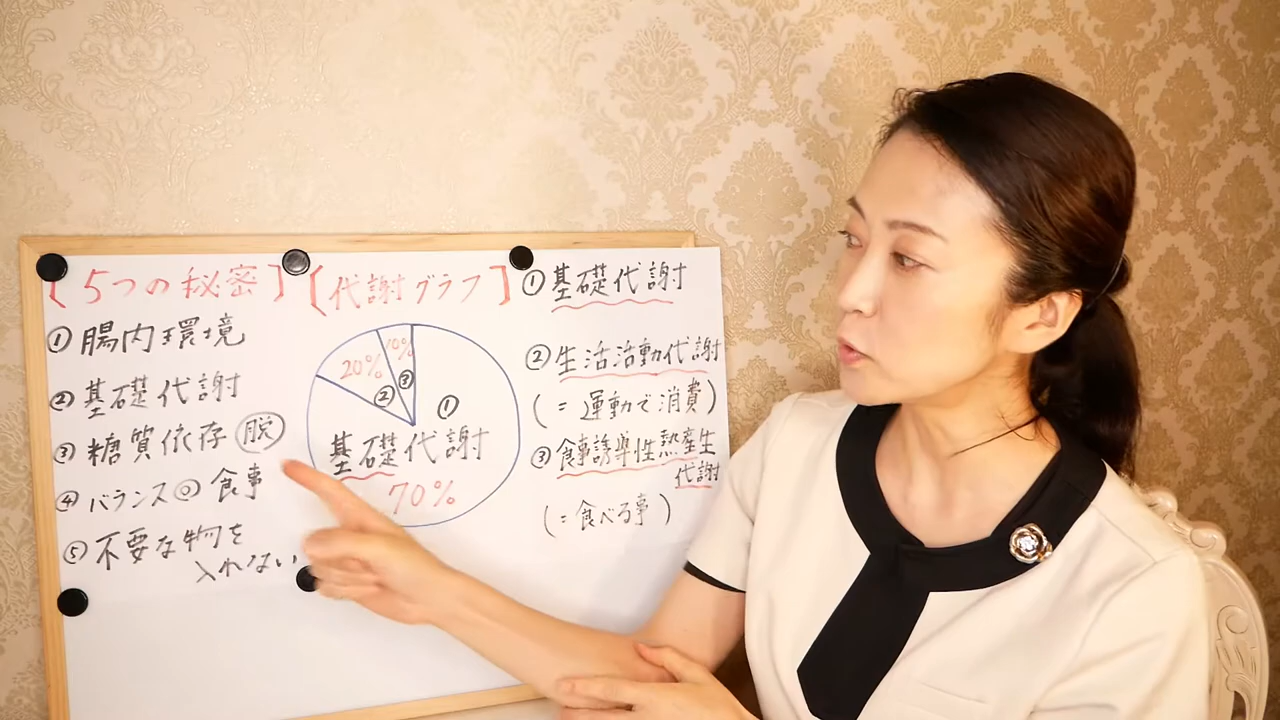 【5つの秘密】
①腸内環境
②基礎代謝
③糖質依存 脱
④バランス◎食事
⑤不要な物を
入れない
【代謝グラフ】
10%
20%
③
②
①
基礎代謝
70%
①基礎代謝
②生活活動代謝
(=運動で消費)
③食事誘導性熱産生
代謝
(=食べる事)